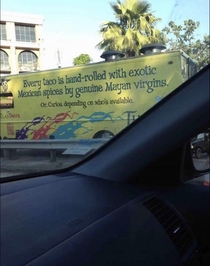 Every taco is hand-rolled with exotic
Mexican spices by genuine Mayan virgins.
Or Carlos, depending on who's available.